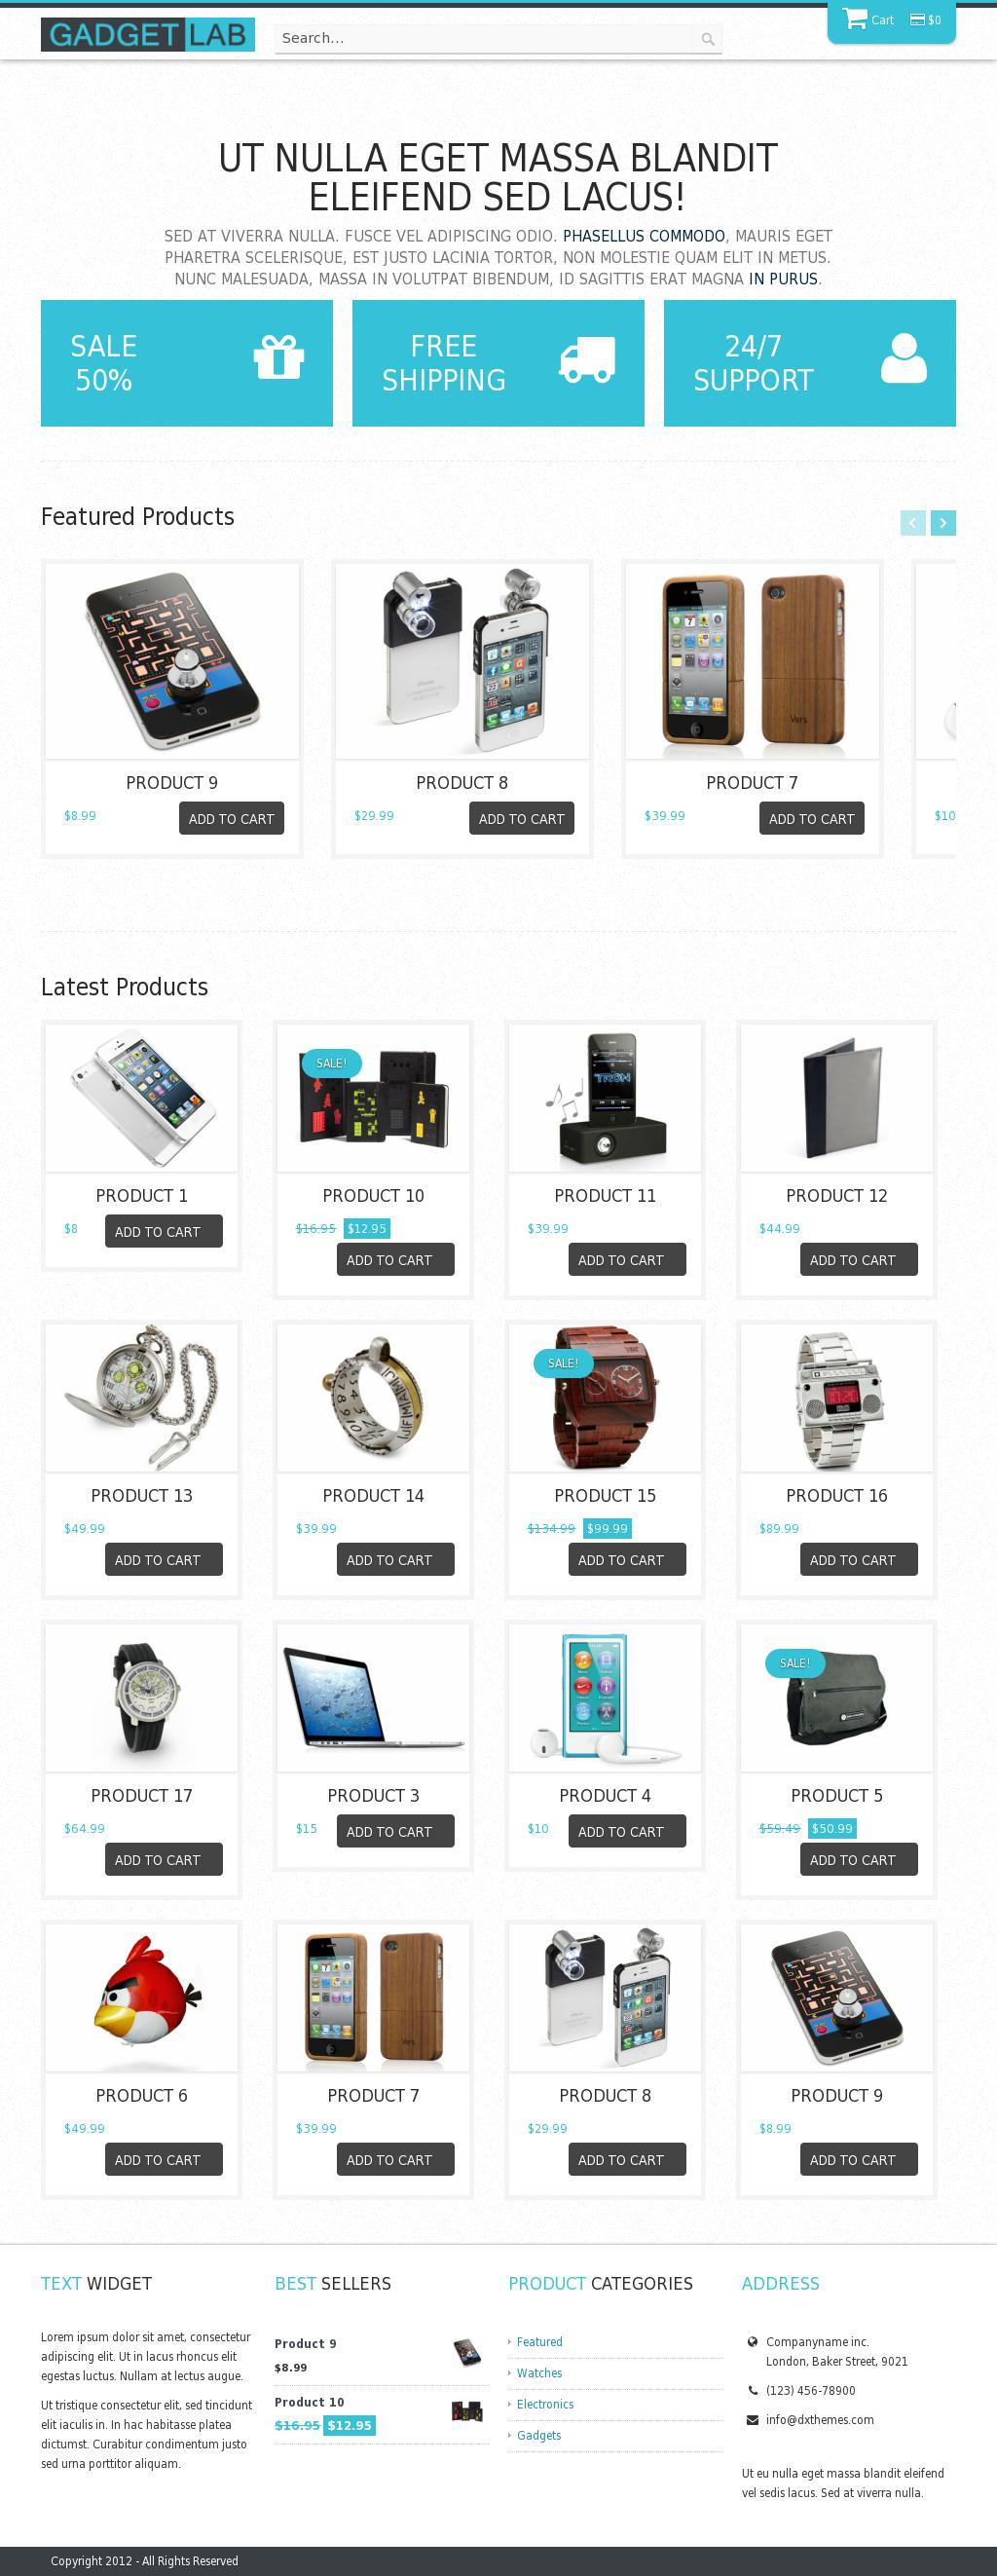 GADGET LAB
Search...
Cart $0
UT NULLA EGET MASSA BLANDIT
ELEIFEND SED LACUS!
SED AT VIVERRA NULLA. FUSCE VEL ADIPISCING ODIO. PHASELLUS COMMODO, MAURIS EGET
PHARETRA SCELERISQUE, EST JUSTO LACINIA TORTOR, NON MOLESTIE QUAM ELIT IN METUS.
NUNC MALESUADA, MASSA IN VOLUTPAT BIBENDUM, ID SAGITTIS ERAT MAGNA IN PURUS.
SALE
50%
FREE
SHIPPING
24/7
SUPPORT
Featured Products
PRODUCT 9
$8.99
ADD TO CART
PRODUCT 8
$29.99
ADD TO CART
PRODUCT 7
$39.99
ADD TO CART
$10
Latest Products
PRODUCT 1
$8
ADD TO CART
SALE!
PRODUCT 10
$16.95 $12.95
ADD TO CART
TRON
PRODUCT 11
$39.99
ADD TO CART
PRODUCT 12
$44.99
ADD TO CART
PRODUCT 13
$49.99
ADD TO CART
PRODUCT 14
$39.99
ADD TO CART
SALE!
PRODUCT 15
$134.99 $99.99
ADD TO CART
10:20
PRODUCT 16
$89.99
ADD TO CART
PRODUCT 17
$64.99
ADD TO CART
PRODUCT 3
$15
ADD TO CART
PRODUCT 4
$10
ADD TO CART
SALE!
PRODUCT 5
$59.49 $50.99
ADD TO CART
PRODUCT 6
$49.99
ADD TO CART
PRODUCT 7
$39.99
ADD TO CART
PRODUCT 8
$29.99
ADD TO CART
PRODUCT 9
$8.99
ADD TO CART
TEXT WIDGET
Lorem ipsum dolor sit amet, consectetur
adipiscing elit. Ut in lacus rhoncus elit
egestas luctus. Nullam at lectus augue.
Ut tristique consectetur elit, sed tincidunt
elit iaculis in. In hac habitasse platea
dictumst. Curabitur condimentum justo
sed urna porttitor aliquam.
BEST SELLERS
Product 9
$8.99
Product 10
$16.95 $12.95
PRODUCT CATEGORIES
Featured
Watches
Electronics
Gadgets
ADDRESS
Companyname inc.
London, Baker Street, 9021
(123) 456-78900
info@dxthemes.com
Ut eu nulla eget massa blandit eleifend
vel sedis lacus. Sed at viverra nulla.
Copyright 2012 - All Rights Reserved